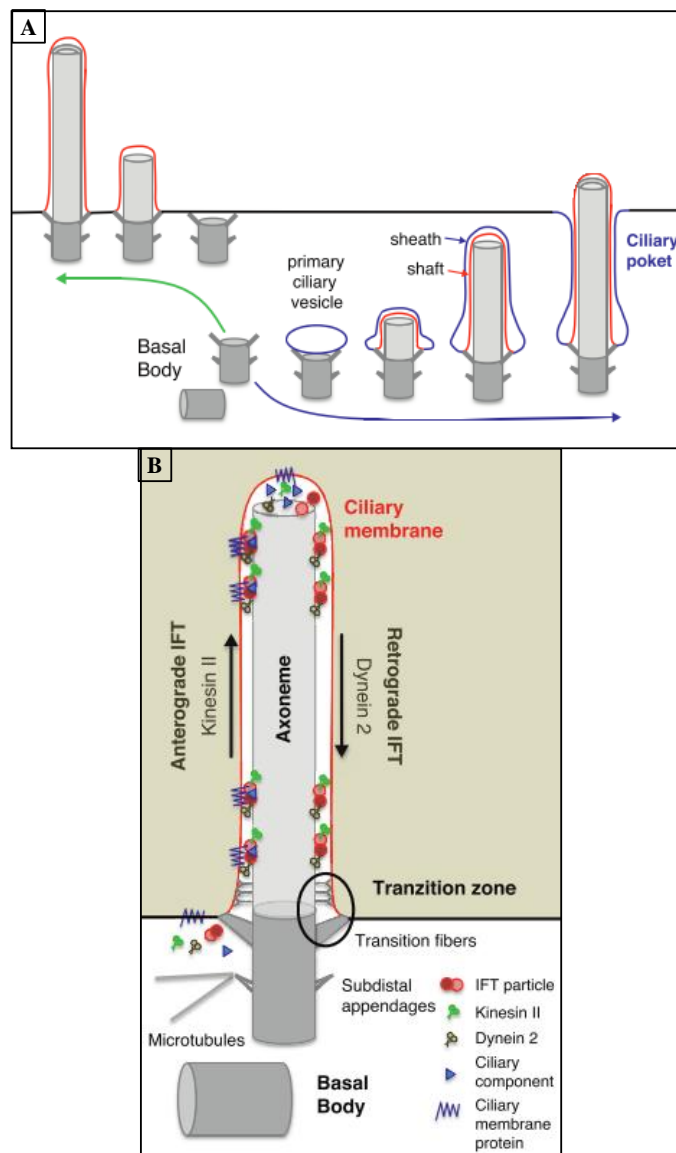 A
sheath
shaft
primary
ciliary
vesicle
Ciliary
poket
Basal
Body
B
Ciliary
membrane
Anterograde IFT
Kinesin II
Axoneme
Retrograde IFT
Dynein 2
Tranzition zone
Transition fibers
Subdistal
appendages
Microtubules
Basal
Body
IFT particle
Kinesin II
Dynein 2
Ciliary
component
Ciliary
membrane
protein